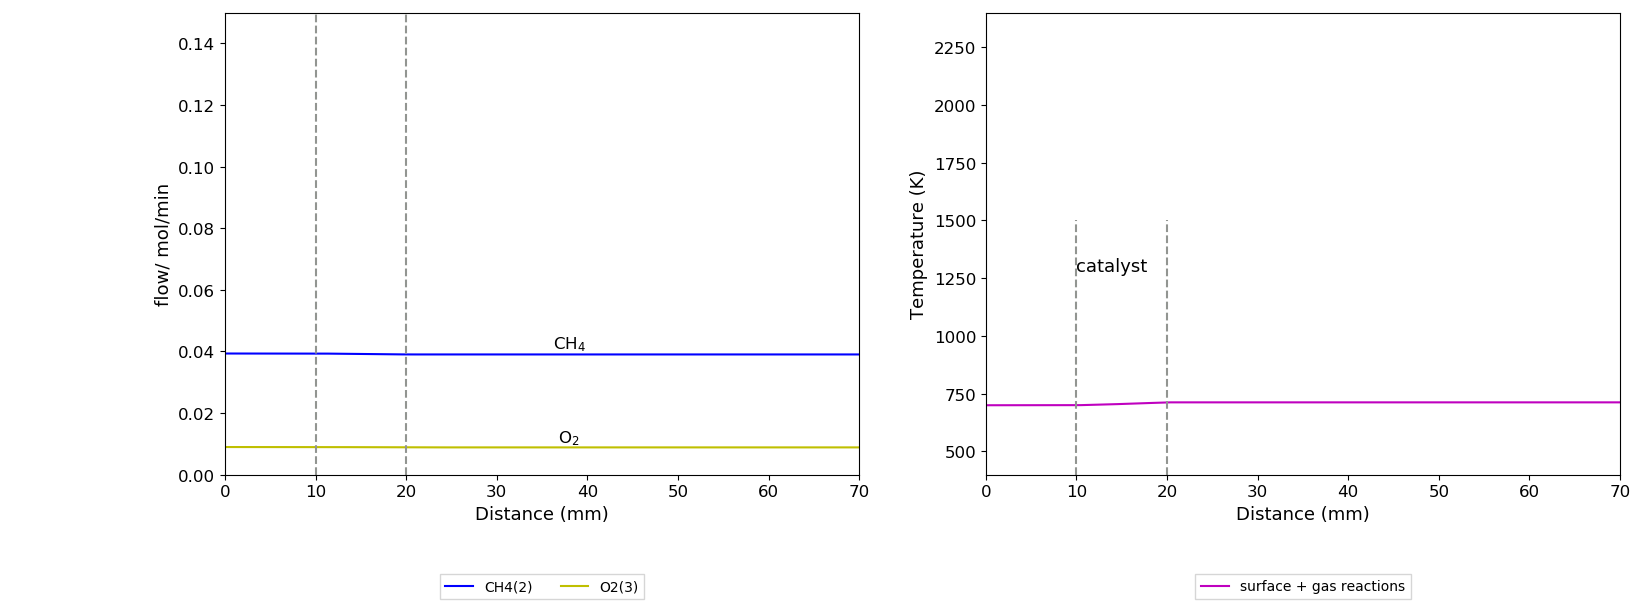 flow/ mol/min
0.14
0.12
0.10
0.08
0.06
0.04
0.02
0.00
CH₄
O₂
0 10 20 30 40 50 60 70
Distance (mm)
CH4(2) O2(3)
Temperature (K)
2250
2000
1750
1500
1250
1000
750
500
catalyst
0 10 20 30 40 50 60 70
Distance (mm)
surface + gas reactions